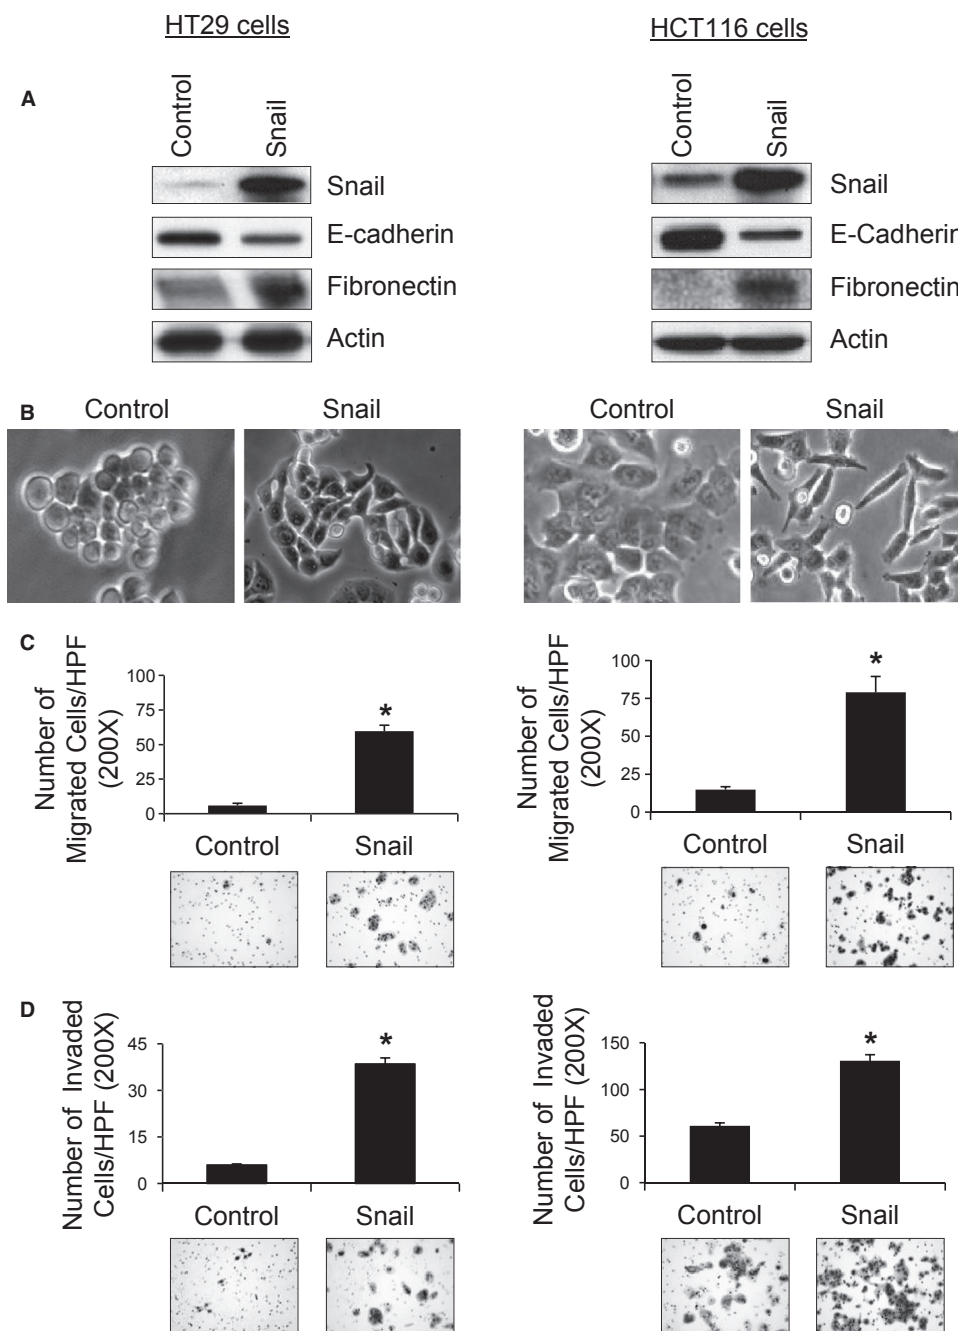 HT29 cells
HCT116 cells
A
Control
Snail
Control
Snail
Snail
E-cadherin
Fibronectin
Actin
Snail
E-Cadherin
Fibronectin
Actin
B
Control
Snail
Control
Snail
C
Number of
Migrated Cells/HPF
(200X)
100
75
50
25
0
*
Control
Snail
Number of
Migrated Cells/HPF
(200X)
100
75
50
25
0
*
Control
Snail
D
Number of Invaded
Cells/HPF (200X)
45
30
15
0
*
Control
Snail
Number of Invaded
Cells/HPF (200X)
150
100
50
0
*
Control
Snail